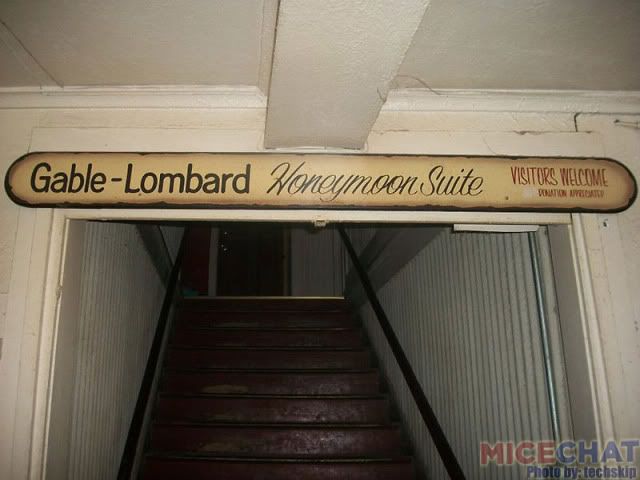 Gable-Lombard Honeymoon Suite VISITORS WELCOME
DONATION APPRECIATED
MICECHAT
Photo by: techskip